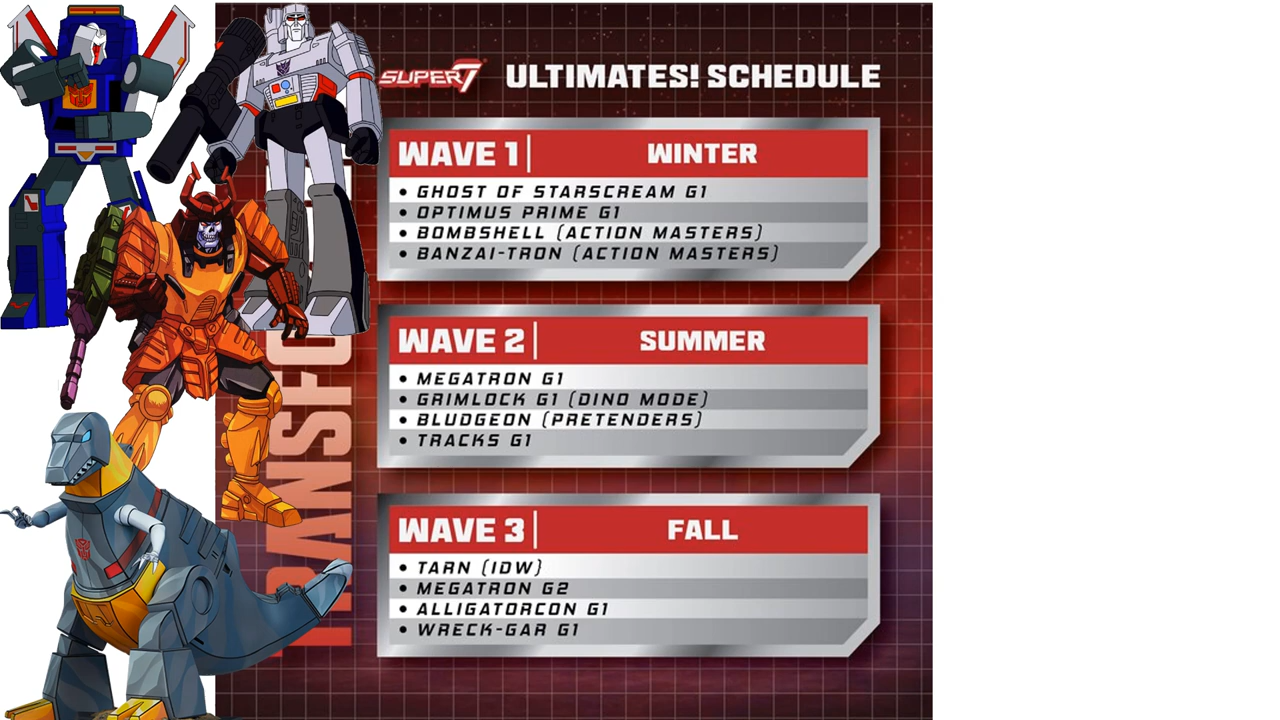 SUPER7 ULTIMATES! SCHEDULE
WAVE 1 | WINTER
• GHOST OF STARSCREAM G1
• OPTIMUS PRIME G1
• BOMBSHELL (ACTION MASTERS)
• BANZAI-TRON (ACTION MASTERS)
WAVE 2 | SUMMER
• MEGATRON G1
• GRIMLOCK G1 (DINO MODE)
• BLUDGEON (PRETENDERS)
• TRACKS G1
WAVE 3 | FALL
• TARN (IDW)
• MEGATRON G2
• ALLIGATORCON G1
• WRECK-GAR G1